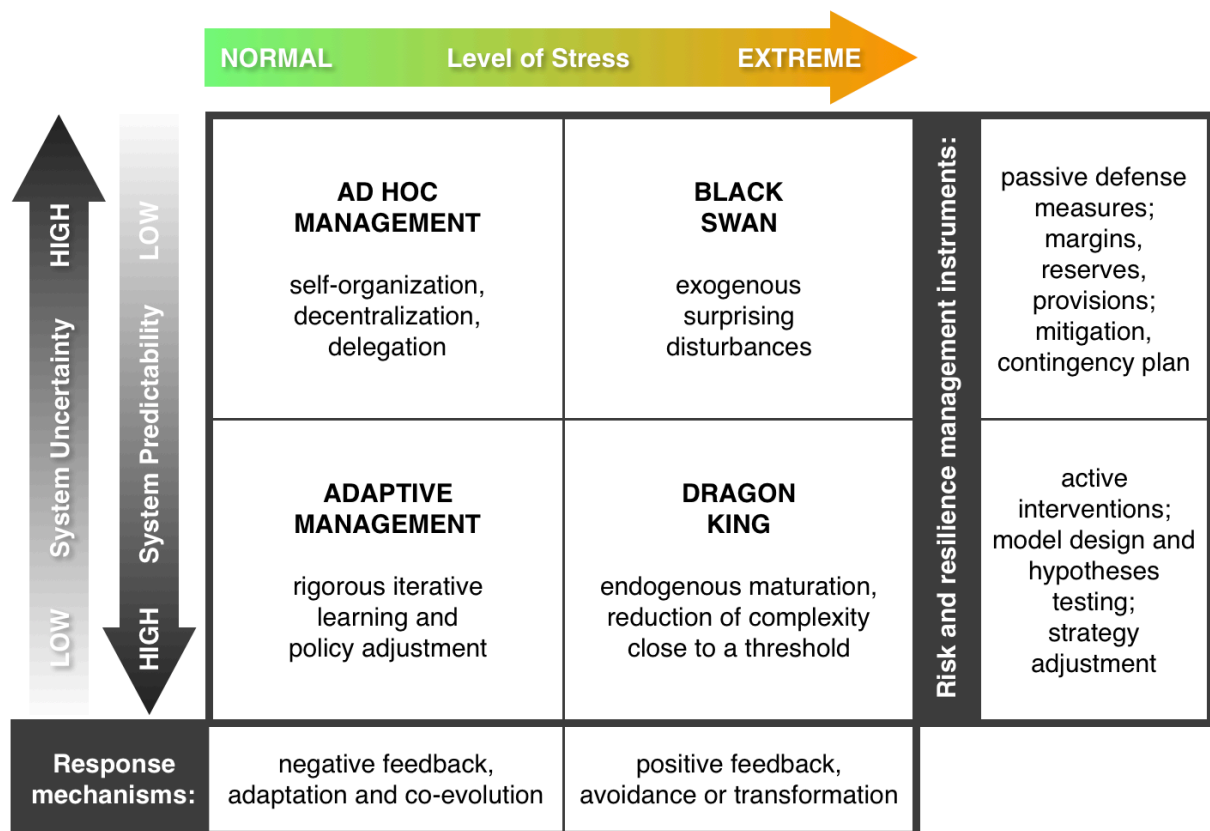 NORMAL Level of Stress EXTREME
System Uncertainty
LOW HIGH
System Predictability
HIGH LOW
AD HOC
MANAGEMENT
self-organization,
decentralization,
delegation
BLACK
SWAN
exogenous
surprising
disturbances
ADAPTIVE
MANAGEMENT
rigorous iterative
learning and
policy adjustment
DRAGON
KING
endogenous maturation,
reduction of complexity
close to a threshold
Risk and resilience management instruments:
passive defense
measures;
margins,
reserves,
provisions;
mitigation,
contingency plan
active
interventions;
model design and
hypotheses
testing;
strategy
adjustment
Response
mechanisms:
negative feedback,
adaptation and co-evolution
positive feedback,
avoidance or transformation